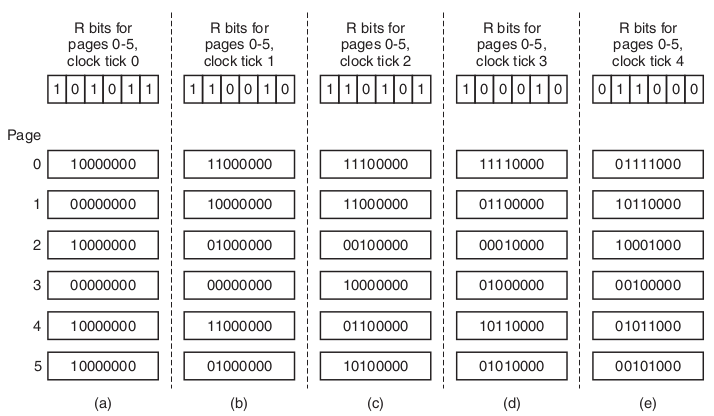 R bits for R bits for R bits for R bits for R bits for
pages 0-5, pages 0-5, pages 0-5, pages 0-5, pages 0-5,
clock tick 0 clock tick 1 clock tick 2 clock tick 3 clock tick 4
1 0 1 0 1 1 1 1 0 0 1 0 1 1 0 1 0 1 1 0 0 0 1 0 0 1 1 0 0 0
Page
0 10000000 11000000 11100000 11110000 01111000
1 00000000 10000000 11000000 01100000 10110000
2 10000000 01000000 00100000 00010000 10001000
3 00000000 00000000 10000000 01000000 00100000
4 10000000 11000000 01100000 10110000 01011000
5 10000000 01000000 10100000 01010000 00101000
(a) (b) (c) (d) (e)